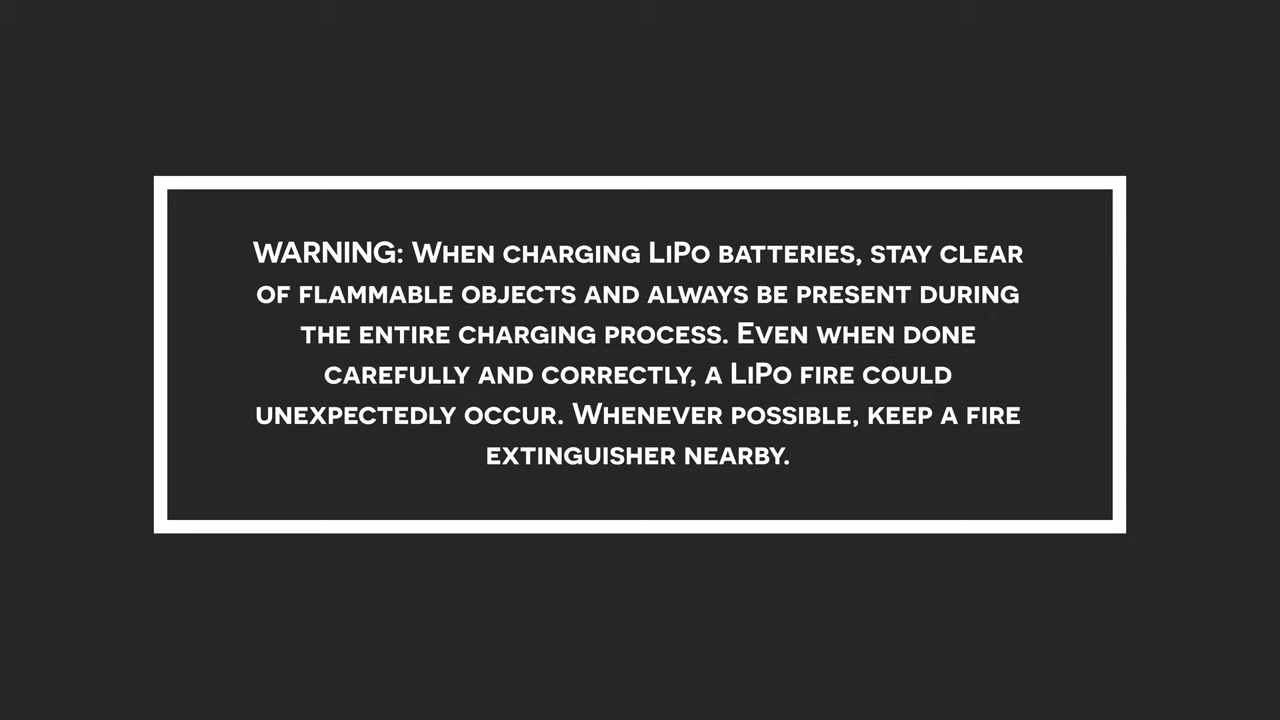 WARNING: When charging LiPo batteries, stay clear
of flammable objects and always be present during
the entire charging process. Even when done
carefully and correctly, a LiPo fire could
unexpectedly occur. Whenever possible, keep a fire
extinguisher nearby.